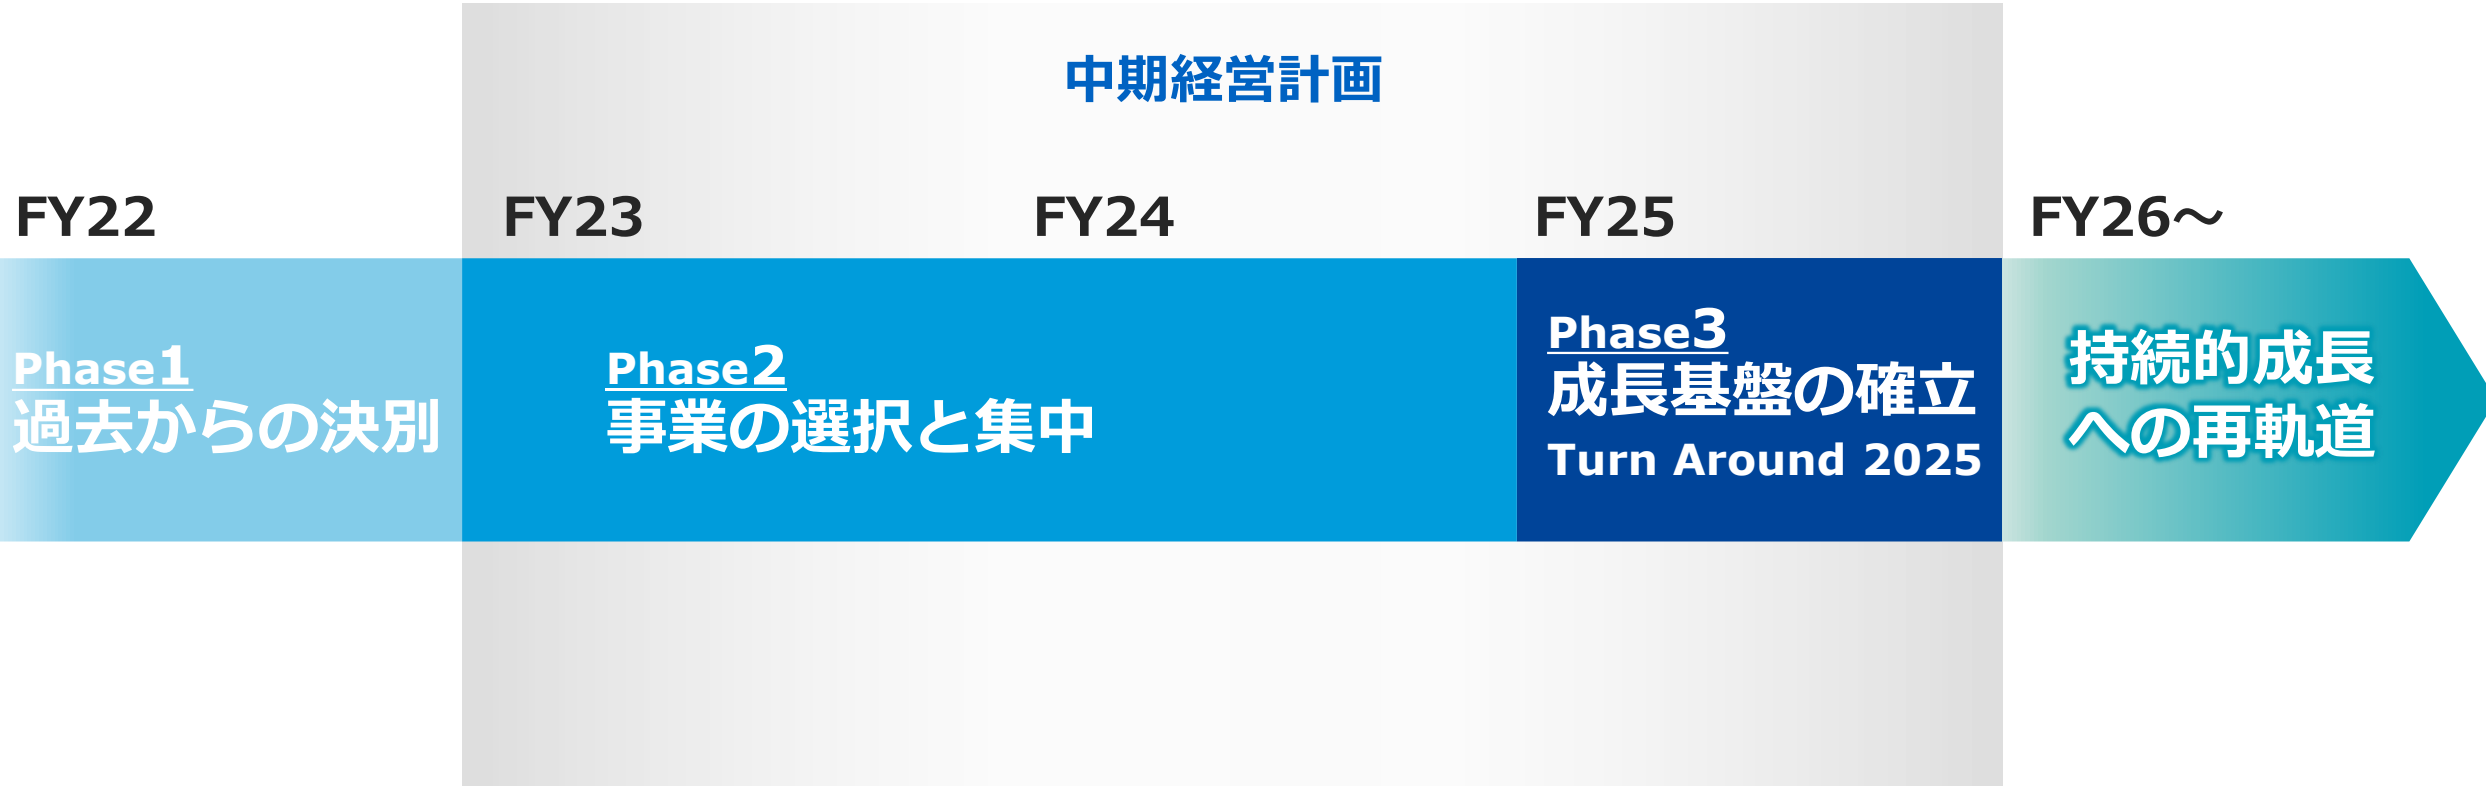 中期経営計画
FY22
FY23
FY24
FY25
FY26～
Phase1
過去からの決別
Phase2
事業の選択と集中
Phase3
成長基盤の確立
Turn Around 2025
持続的成長
への再軌道